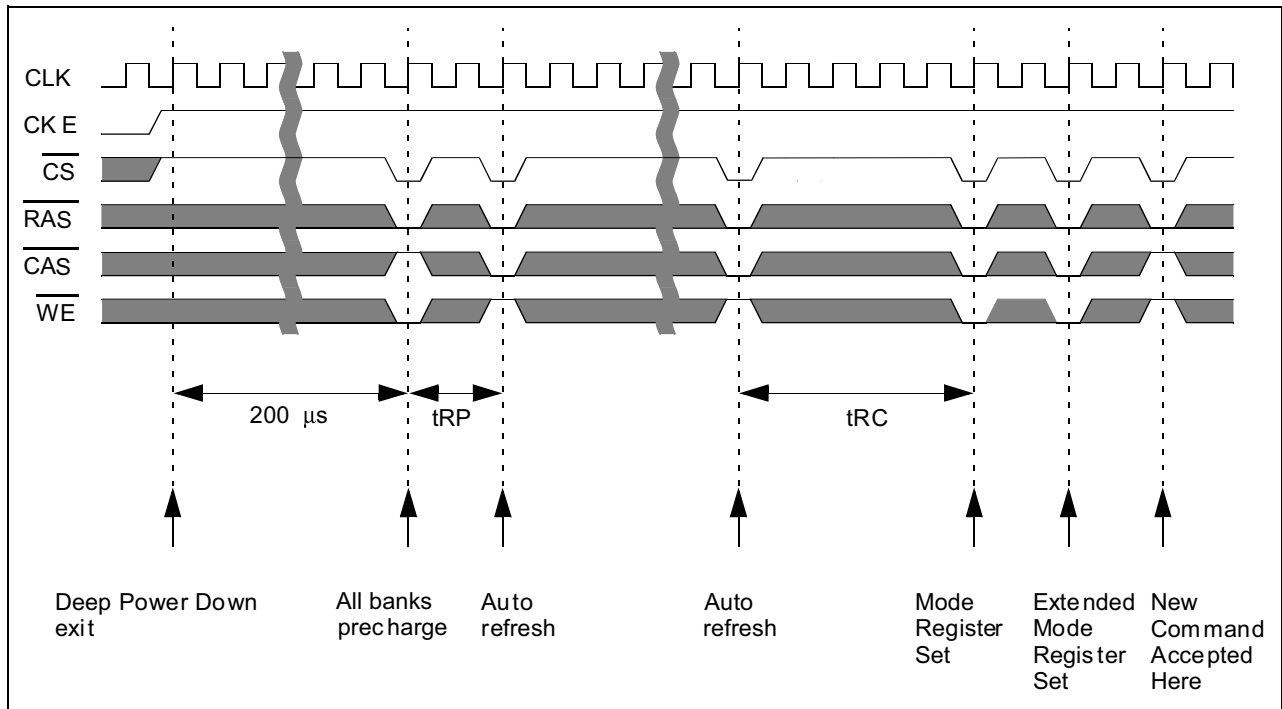 CLK
CKE
CS
RAS
CAS
WE
200 μs
tRP
tRC
Deep Power Down
exit
All banks
precharge
Auto
refresh
Auto
refresh
Mode
Register
Set
Extended
Mode
Register
Set
New
Command
Accepted
Here